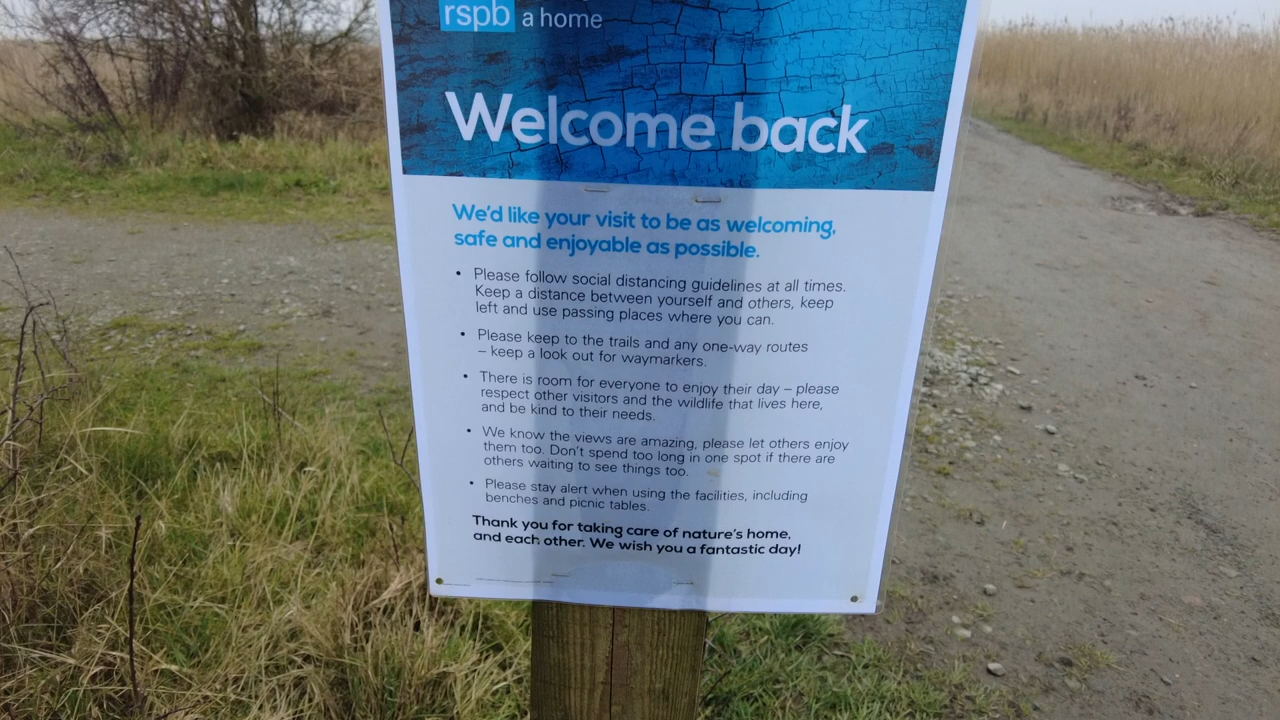 rspb a home
Welcome back
We'd like your visit to be as welcoming,
safe and enjoyable as possible.
• Please follow social distancing guidelines at all times.
Keep a distance between yourself and others, keep
left and use passing places where you can.
• Please keep to the trails and any one-way routes
– keep a look out for waymarkers.
• There is room for everyone to enjoy their day – please
respect other visitors and the wildlife that lives here,
and be kind to their needs.
• We know the views are amazing, please let others enjoy
them too. Don't spend too long in one spot if there are
others waiting to see things too.
• Please stay alert when using the facilities, including
benches and picnic tables.
Thank you for taking care of nature's home,
and each other. We wish you a fantastic day!